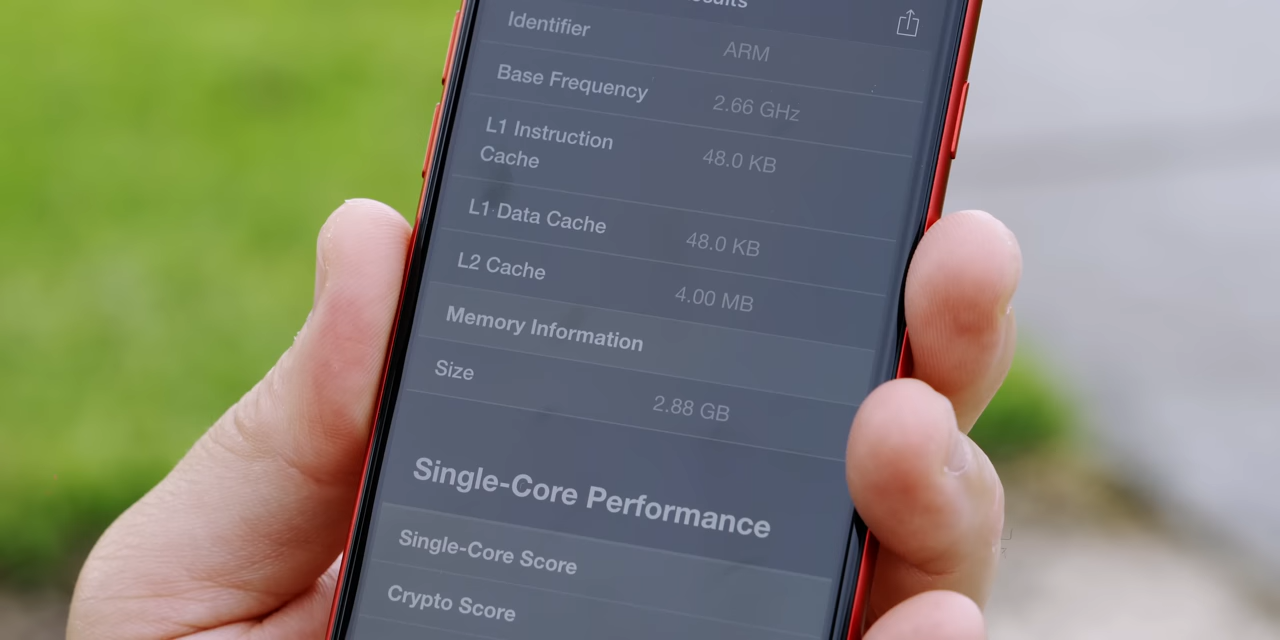 Identifier
ARM
Base Frequency
2.66 GHz
L1 Instruction
Cache
48.0 KB
L1 Data Cache
48.0 KB
L2 Cache
4.00 MB
Memory Information
Size
2.88 GB
Single-Core Performance
Single-Core Score
Crypto Score